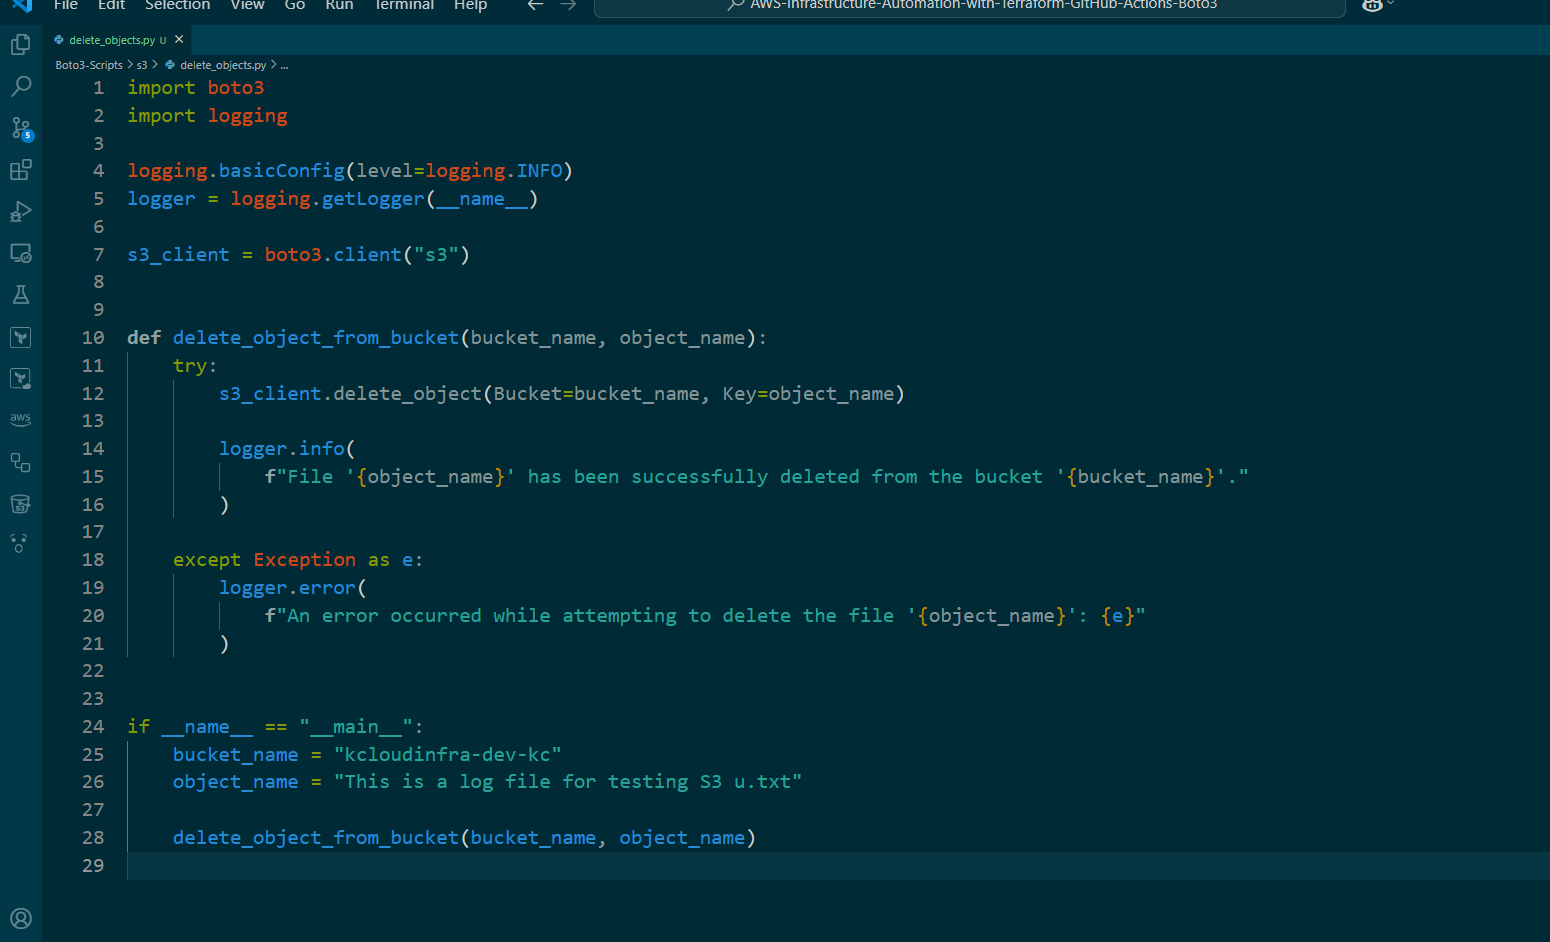 File Edit Selection View Go Run Terminal Help
AWS-Infrastructure-Automation-with-Terraform-GitHub-Actions-Boto3
delete_objects.py U
Boto3-Scripts > s3 > delete_objects.py > ...
1 import boto3
2 import logging
3
4 logging.basicConfig(level=logging.INFO)
5 logger = logging.getLogger(__name__)
6
7 s3_client = boto3.client("s3")
8
9
10 def delete_object_from_bucket(bucket_name, object_name):
11 try:
12 s3_client.delete_object(Bucket=bucket_name, Key=object_name)
13
14 logger.info(
15 f"File '{object_name}' has been successfully deleted from the bucket '{bucket_name}'."
16 )
17
18 except Exception as e:
19 logger.error(
20 f"An error occurred while attempting to delete the file '{object_name}': {e}"
21 )
22
23
24 if __name__ == "__main__":
25 bucket_name = "kcloudinfra-dev-kc"
26 object_name = "This is a log file for testing S3 u.txt"
27
28 delete_object_from_bucket(bucket_name, object_name)
29
5
aws
S3